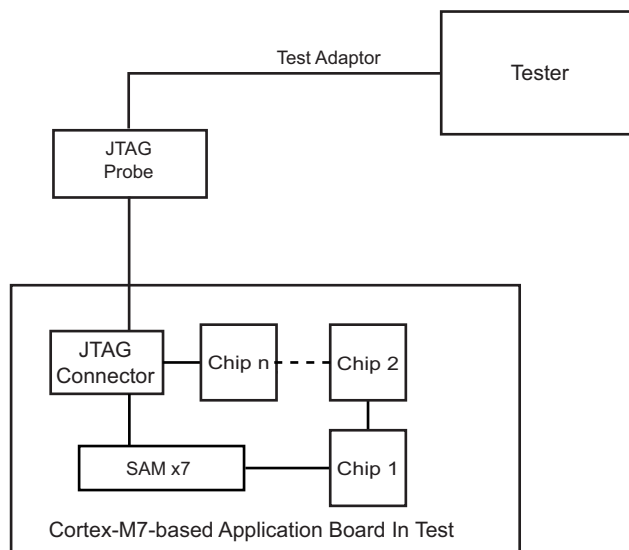 Test Adaptor
Tester
JTAG
Probe
JTAG
Connector
Chip n
Chip 2
SAM x7
Chip 1
Cortex-M7-based Application Board In Test